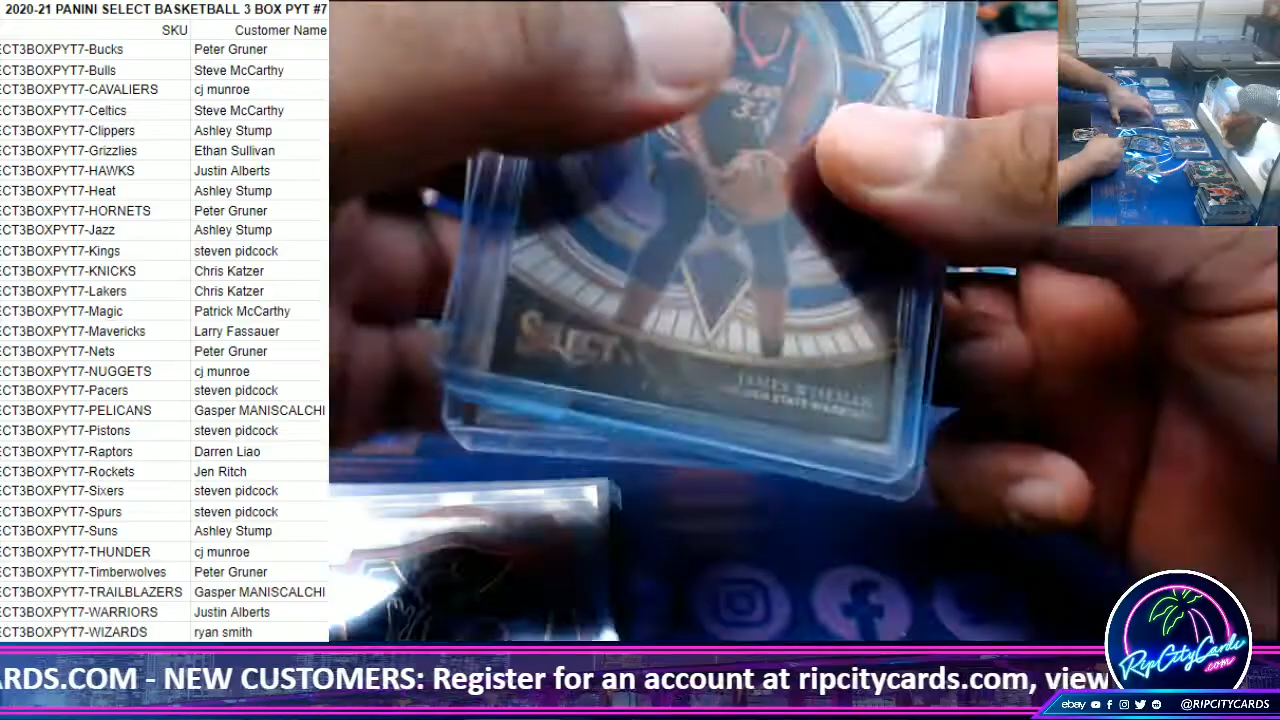 2020-21 PANINI SELECT BASKETBALL 3 BOX PYT #7
SKU Customer Name
ECT3BOXPYT7-Bucks Peter Gruner
ECT3BOXPYT7-Bulls Steve McCarthy
ECT3BOXPYT7-CAVALIERS cj munroe
ECT3BOXPYT7-Celtics Steve McCarthy
ECT3BOXPYT7-Clippers Ashley Stump
ECT3BOXPYT7-Grizzlies Ethan Sullivan
ECT3BOXPYT7-HAWKS Justin Alberts
ECT3BOXPYT7-Heat Ashley Stump
ECT3BOXPYT7-HORNETS Peter Gruner
ECT3BOXPYT7-Jazz Ashley Stump
ECT3BOXPYT7-Kings steven pidcock
ECT3BOXPYT7-KNICKS Chris Katzer
ECT3BOXPYT7-Lakers Chris Katzer
ECT3BOXPYT7-Magic Patrick McCarthy
ECT3BOXPYT7-Mavericks Larry Fassauer
ECT3BOXPYT7-Nets Peter Gruner
ECT3BOXPYT7-NUGGETS cj munroe
ECT3BOXPYT7-Pacers steven pidcock
ECT3BOXPYT7-PELICANS Gasper MANISCALCHI
ECT3BOXPYT7-Pistons steven pidcock
ECT3BOXPYT7-Raptors Darren Liao
ECT3BOXPYT7-Rockets Jen Ritch
ECT3BOXPYT7-Sixers steven pidcock
ECT3BOXPYT7-Spurs steven pidcock
ECT3BOXPYT7-Suns Ashley Stump
ECT3BOXPYT7-THUNDER cj munroe
ECT3BOXPYT7-Timberwolves Peter Gruner
ECT3BOXPYT7-TRAILBLAZERS Gasper MANISCALCHI
ECT3BOXPYT7-WARRIORS Justin Alberts
ECT3BOXPYT7-WIZARDS ryan smith
33
SELECT
JAMES WISEMAN
ARDS.COM - NEW CUSTOMERS: Register for an account at ripcitycards.com, view
RipCityCards
.com
ebay @RIPCITYCARDS